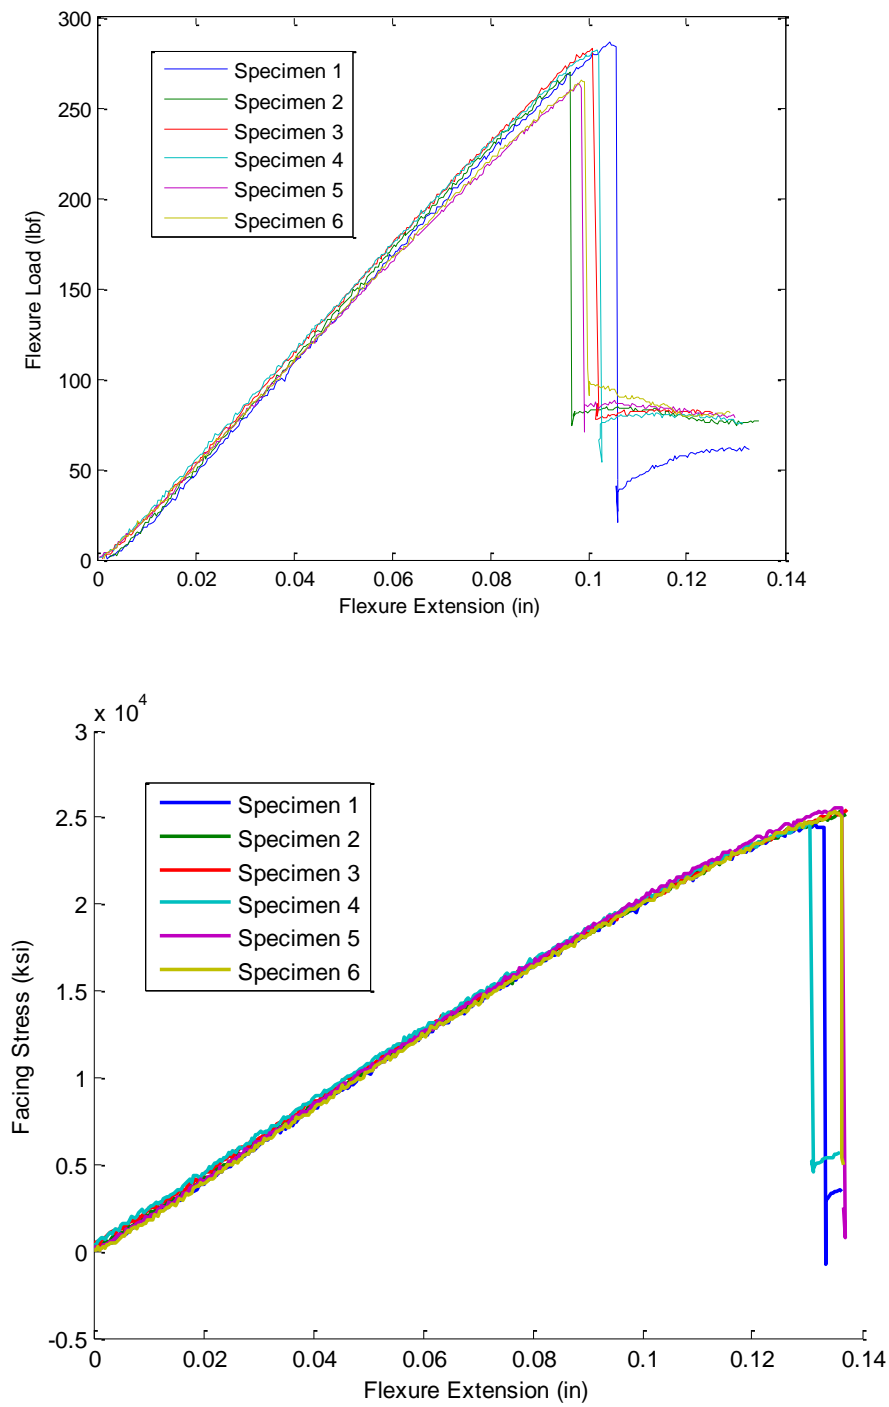 300
250
200
150
100
50
0
Flexure Load (lbf)
Specimen 1
Specimen 2
Specimen 3
Specimen 4
Specimen 5
Specimen 6
0 0.02 0.04 0.06 0.08 0.1 0.12 0.14
Flexure Extension (in)
x 10^4
3
2.5
2
1.5
1
0.5
0
-0.5
Facing Stress (ksi)
Specimen 1
Specimen 2
Specimen 3
Specimen 4
Specimen 5
Specimen 6
0 0.02 0.04 0.06 0.08 0.1 0.12 0.14
Flexure Extension (in)